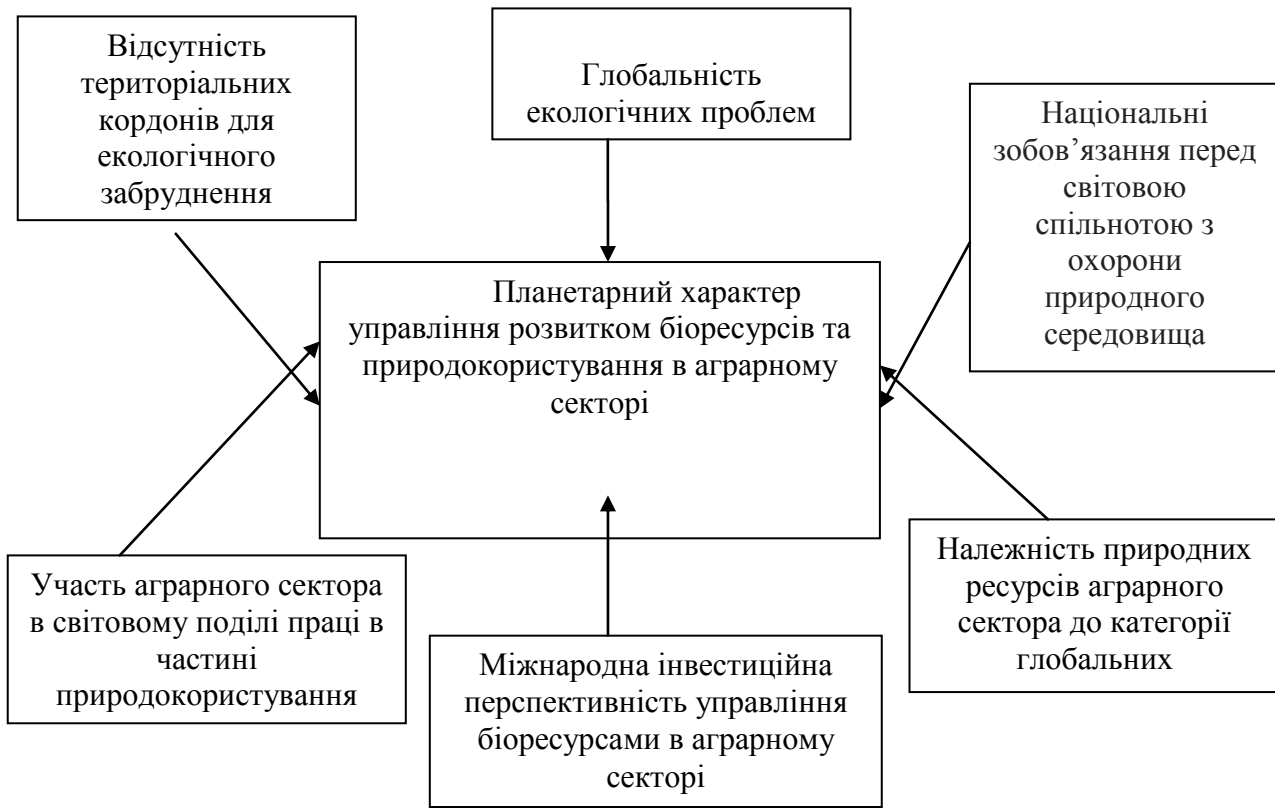 Відсутність
територіальних
кордонів для
екологічного
забруднення
Глобальність
екологічних проблем
Національні
зобов’язання перед
світовою
спільнотою з
охорони
природного
середовища
Планетарний характер
управління розвитком біоресурсів та
природокористування в аграрному
секторі
Участь аграрного сектора
в світовому поділі праці в
частині
природокористування
Міжнародна інвестиційна
перспективність управління
біоресурсами в аграрному
секторі
Належність природних
ресурсів аграрного
сектора до категорії
глобальних